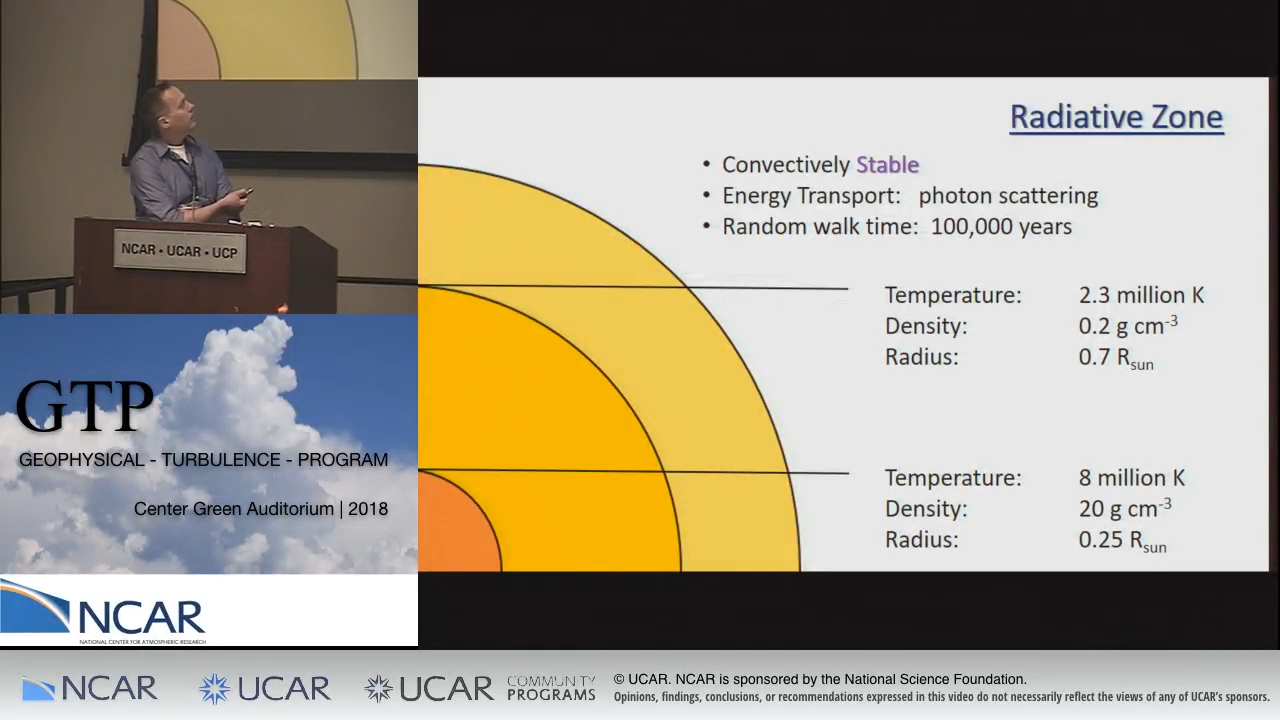 NCAR • UCAR • UCP
GTP
GEOPHYSICAL - TURBULENCE - PROGRAM
Center Green Auditorium | 2018
NCAR
NATIONAL CENTER FOR ATMOSPHERIC RESEARCH
Radiative Zone
• Convectively Stable
• Energy Transport: photon scattering
• Random walk time: 100,000 years
Temperature: 2.3 million K
Density: 0.2 g cm⁻³
Radius: 0.7 Rsun
Temperature: 8 million K
Density: 20 g cm⁻³
Radius: 0.25 Rsun
NCAR
UCAR
UCAR
COMMUNITY
PROGRAMS
© UCAR. NCAR is sponsored by the National Science Foundation.
Opinions, findings, conclusions, or recommendations expressed in this video do not necessarily reflect the views of any of UCAR's sponsors.